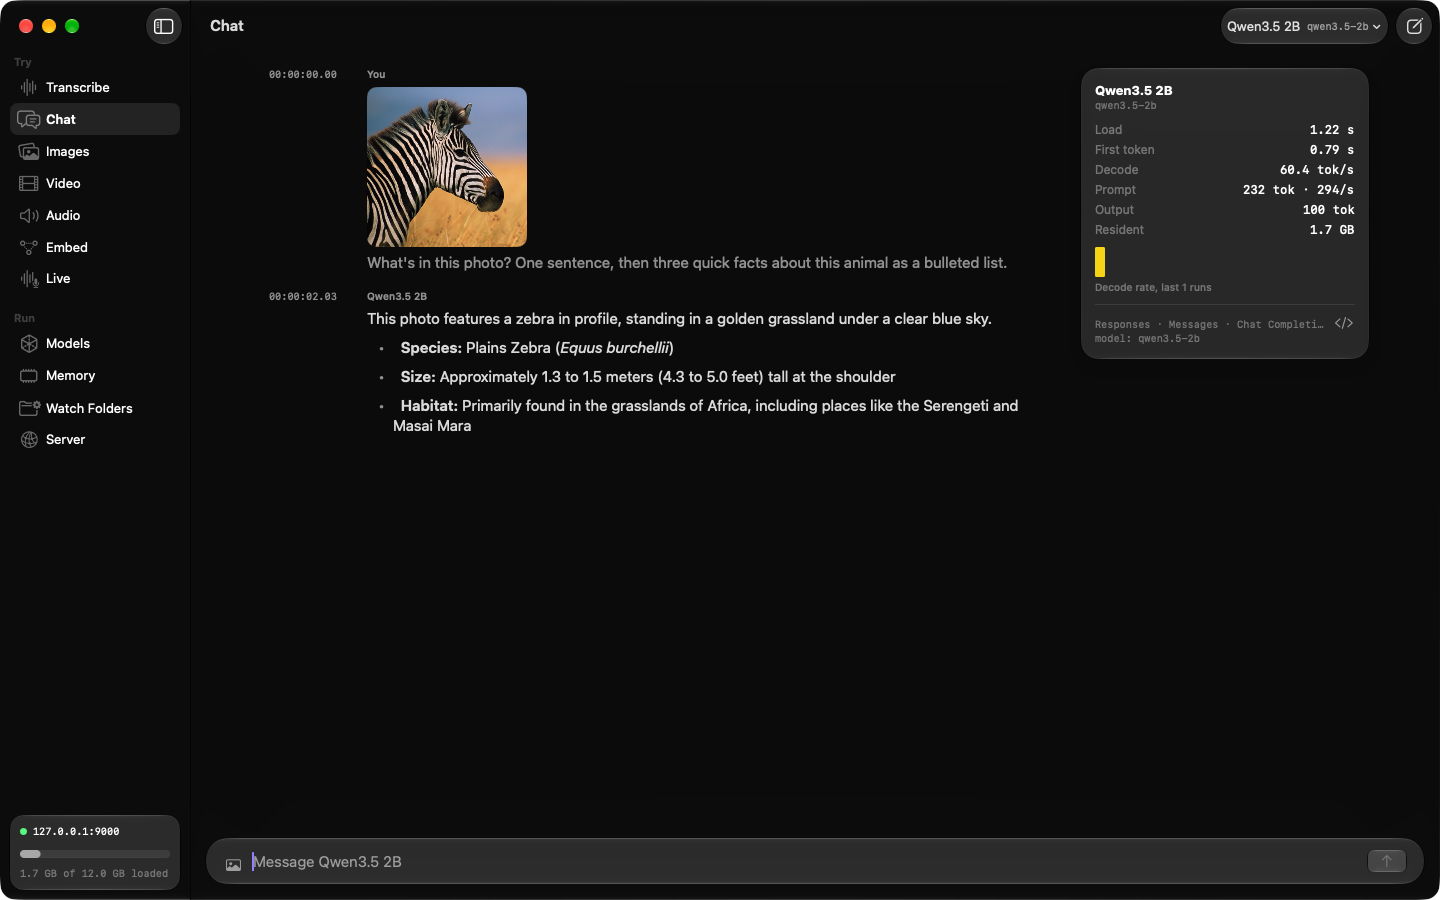 Chat
Qwen3.5 2B qwen3.5-2b
Try
Transcribe
Chat
Images
Video
Audio
Embed
Live
Run
Models
Memory
Watch Folders
Server
127.0.0.1:9000
1.7 GB of 12.0 GB loaded
00:00:00.00 You
What's in this photo? One sentence, then three quick facts about this animal as a bulleted list.
00:00:02.03 Qwen3.5 2B
This photo features a zebra in profile, standing in a golden grassland under a clear blue sky.
• Species: Plains Zebra (Equus burchellii)
• Size: Approximately 1.3 to 1.5 meters (4.3 to 5.0 feet) tall at the shoulder
• Habitat: Primarily found in the grasslands of Africa, including places like the Serengeti and
Masai Mara
Qwen3.5 2B
qwen3.5-2b
Load 1.22 s
First token 0.79 s
Decode 60.4 tok/s
Prompt 232 tok · 294/s
Output 100 tok
Resident 1.7 GB
Decode rate, last 1 runs
Responses · Messages · Chat Completi… </>
model: qwen3.5-2b
Message Qwen3.5 2B